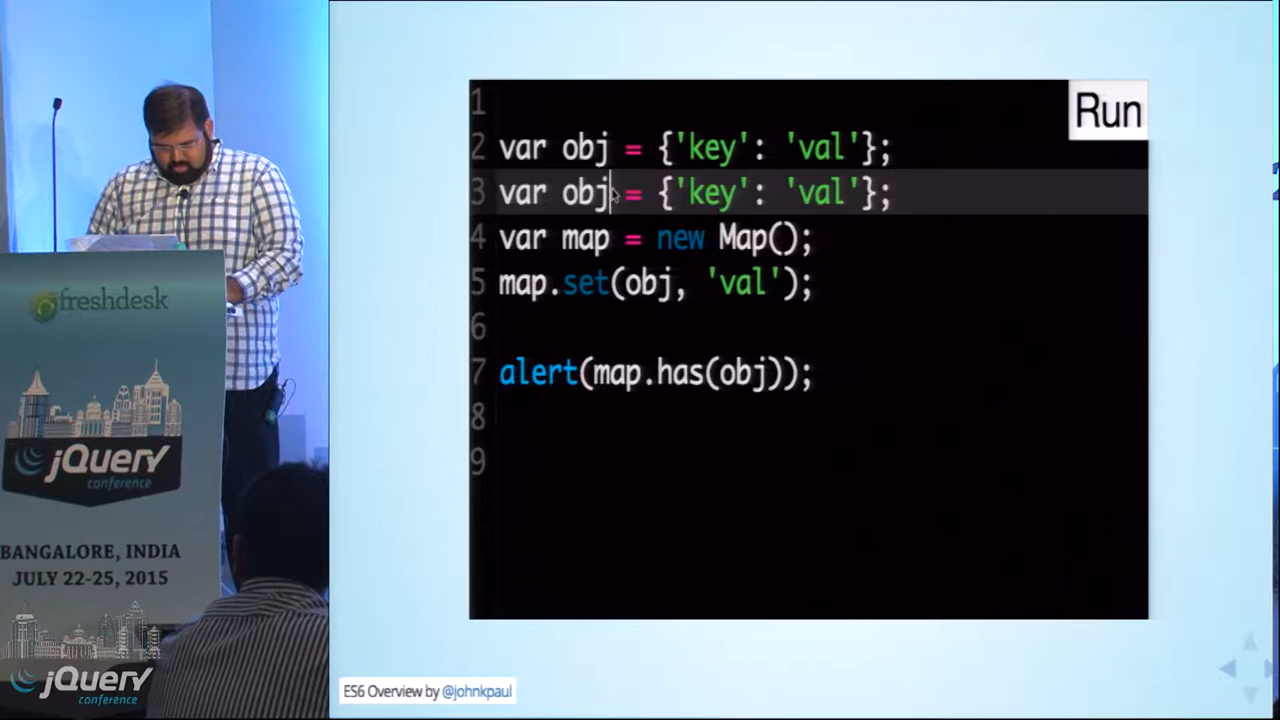 freshdesk
jQuery
conference
BANGALORE, INDIA
JULY 22-25, 2015
jQuery
conference
Run
1
2 var obj = {'key': 'val'};
3 var obj = {'key': 'val'};
4 var map = new Map();
5 map.set(obj, 'val');
6
7 alert(map.has(obj));
8
9
ES6 Overview by @johnkpaul